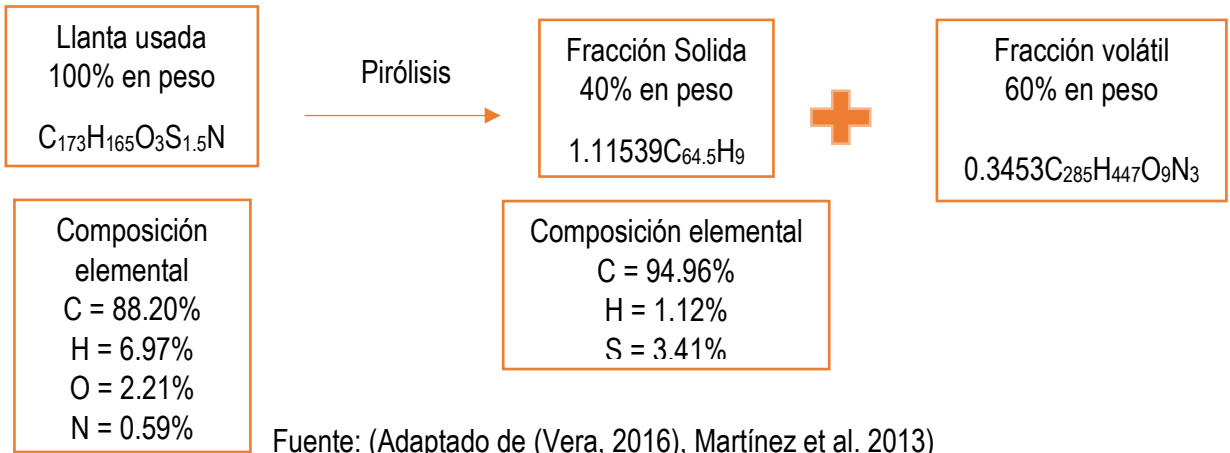 Llanta usada
100% en peso
C₁₇₃H₁₆₅O₃S₁.₅N
Pirólisis
Fracción Solida
40% en peso
1.11539C₆₄.₅H₉
Fracción volátil
60% en peso
0.3453C₂₈₅H₄₄₇O₉N₃
Composición
elemental
C = 88.20%
H = 6.97%
O = 2.21%
N = 0.59%
Composición elemental
C = 94.96%
H = 1.12%
S = 3.41%
Fuente: (Adaptado de (Vera, 2016), Martínez et al. 2013)